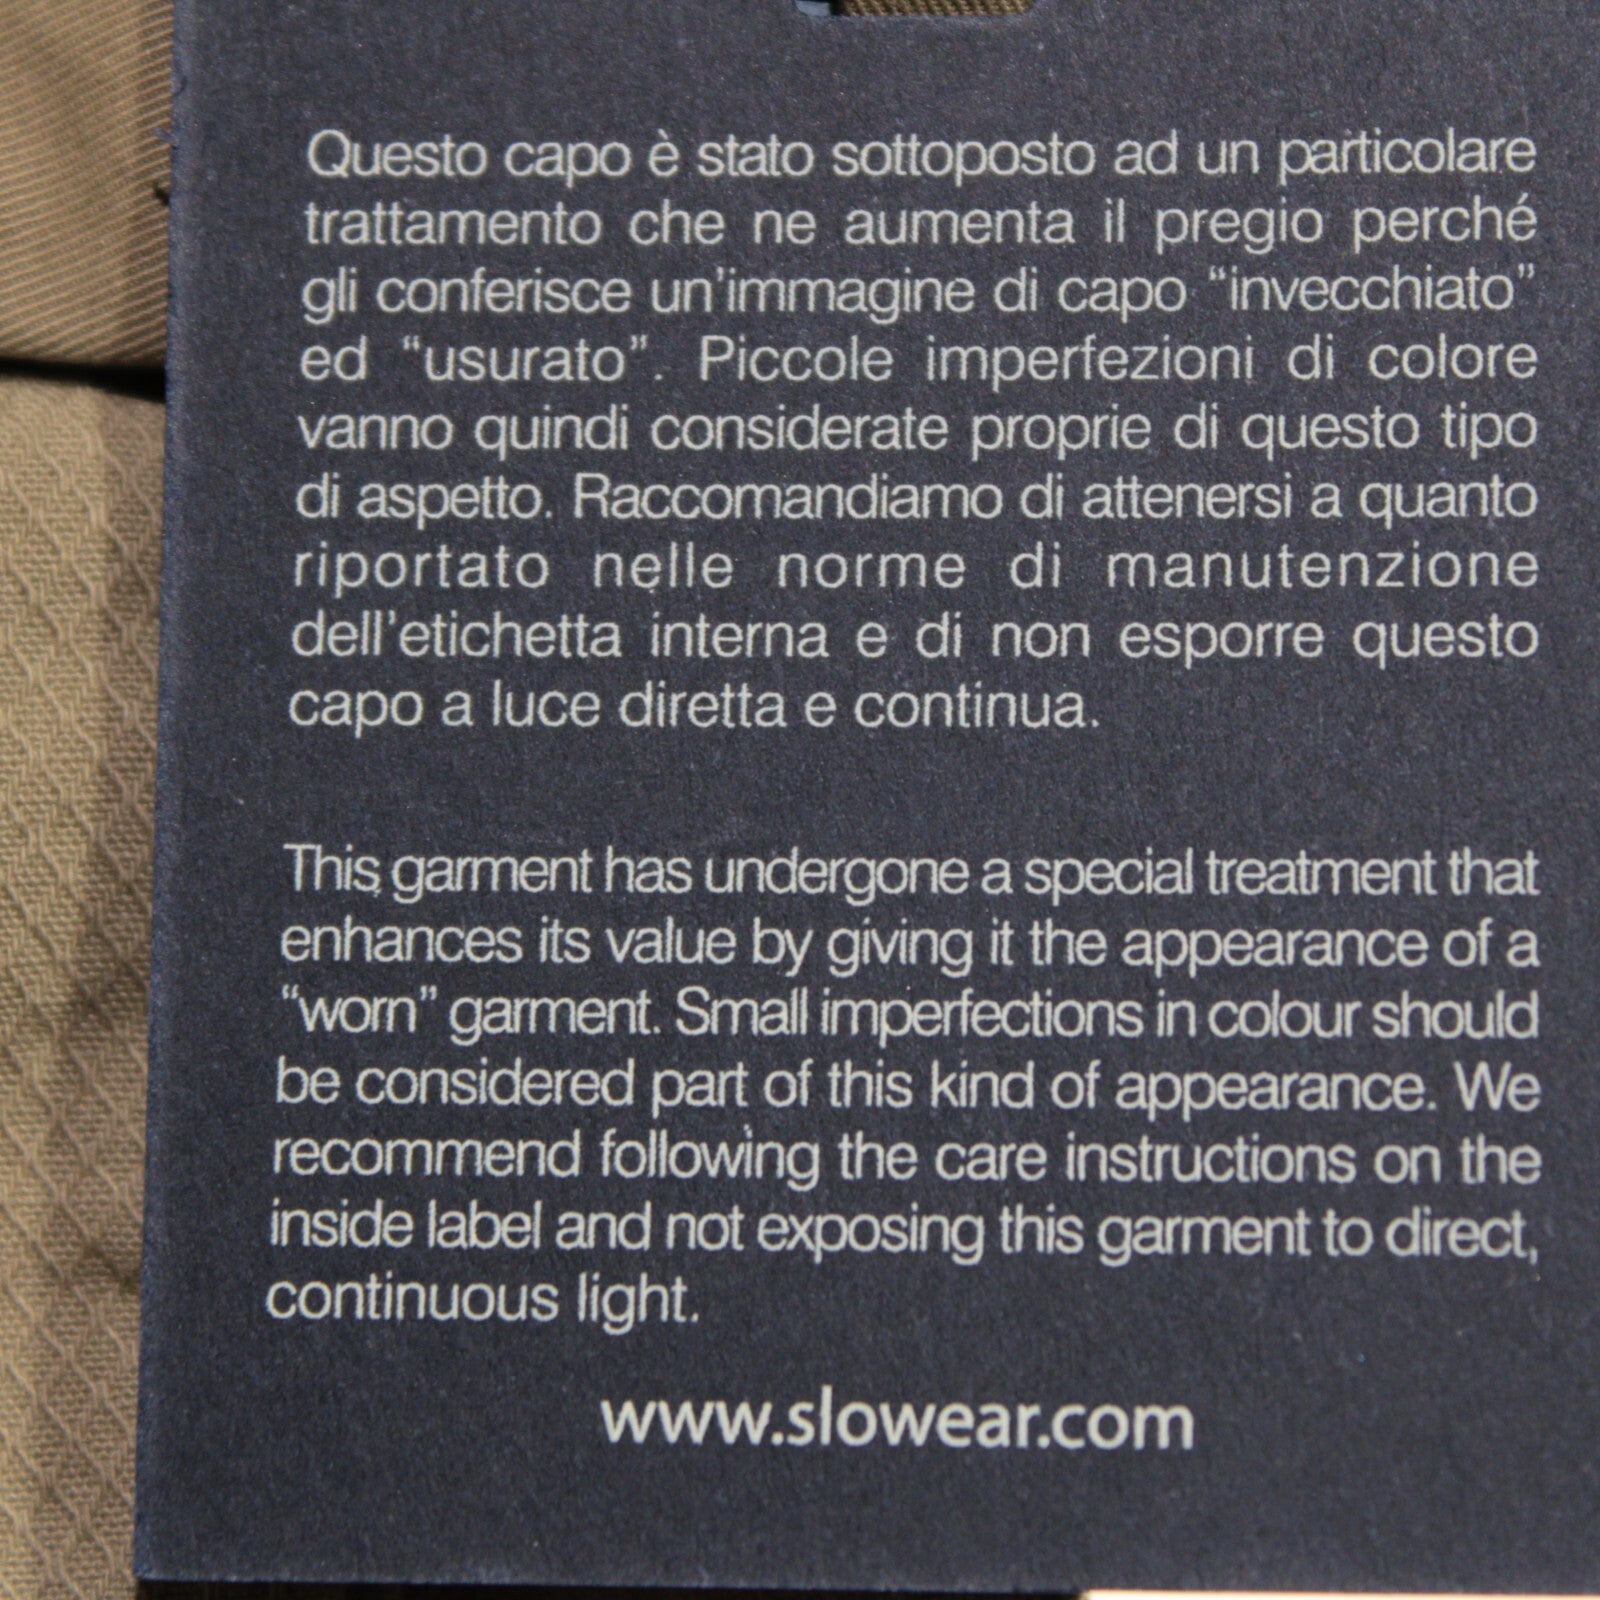 Questo capo è stato sottoposto ad un particolare
trattamento che ne aumenta il pregio perché
gli conferisce un'immagine di capo “invecchiato”
ed “usurato”. Piccole imperfezioni di colore
vanno quindi considerate proprie di questo tipo
di aspetto. Raccomandiamo di attenersi a quanto
riportato nelle norme di manutenzione
dell'etichetta interna e di non esporre questo
capo a luce diretta e continua.
This garment has undergone a special treatment that
enhances its value by giving it the appearance of a
“worn” garment. Small imperfections in colour should
be considered part of this kind of appearance. We
recommend following the care instructions on the
inside label and not exposing this garment to direct,
continuous light.
www.slowear.com